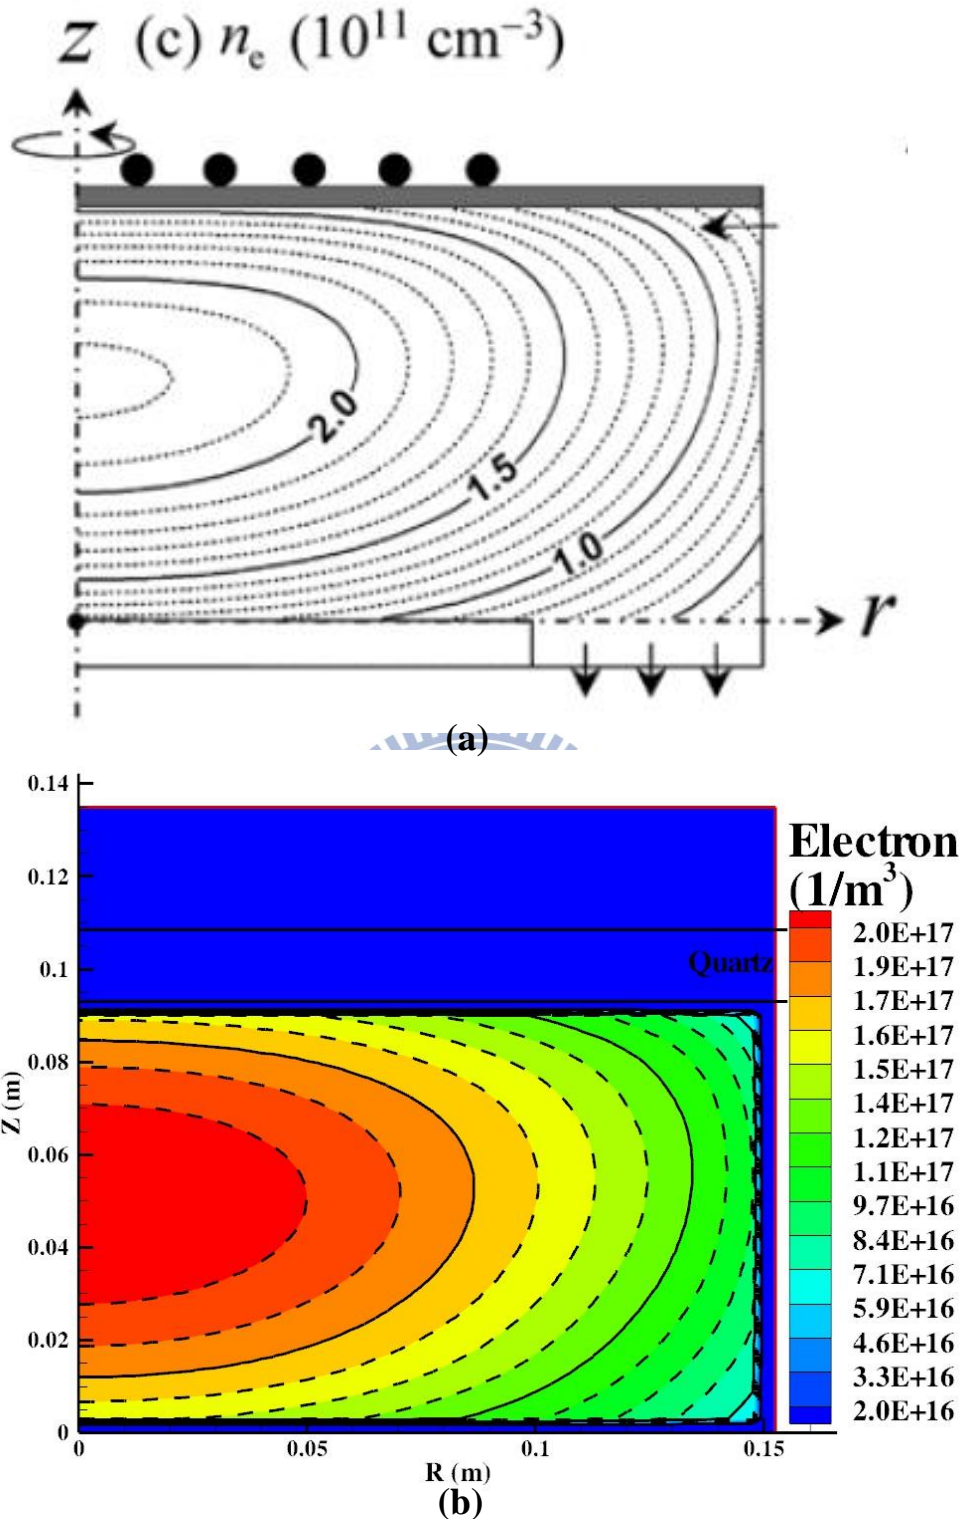 z (c) nₑ (10¹¹ cm⁻³)
2.0
1.5
1.0
r
(a)
0.14
0.12
0.1
0.08
0.06
0.04
0.02
0
Z (m)
Quartz
Electron
(1/m³)
2.0E+17
1.9E+17
1.7E+17
1.6E+17
1.5E+17
1.4E+17
1.2E+17
1.1E+17
9.7E+16
8.4E+16
7.1E+16
5.9E+16
4.6E+16
3.3E+16
2.0E+16
0 0.05 0.1 0.15
R (m)
(b)